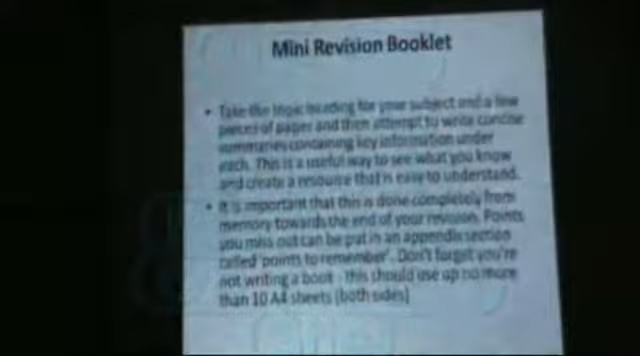 Mini Revision Booklet
• Take the topic heading for your subject and a few
pieces of paper and then attempt to write concise
summaries containing key information under
each. This is a useful way to see what you know
and create a resource that is easy to understand.
• It is important that this is done completely from
memory towards the end of your revision. Points
you miss out can be put in an appendix section
called 'points to remember'. Don't forget you're
not writing a book - this should use up no more
than 10 A4 sheets (both sides)